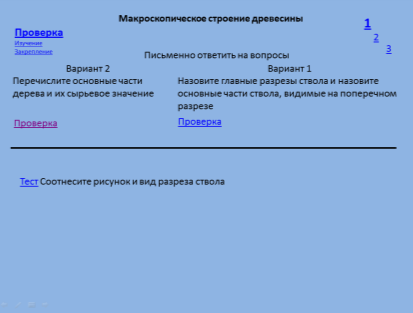 Макроскопическое строение древесины
Проверка
Изучение
Закрепление
1
2
3
Письменно ответить на вопросы
Вариант 2
Перечислите основные части
дерева и их сырьевое значение
Проверка
Вариант 1
Назовите главные разрезы ствола и назовите
основные части ствола, видимые на поперечном
разрезе
Проверка
Тест Соотнесите рисунок и вид разреза ствола